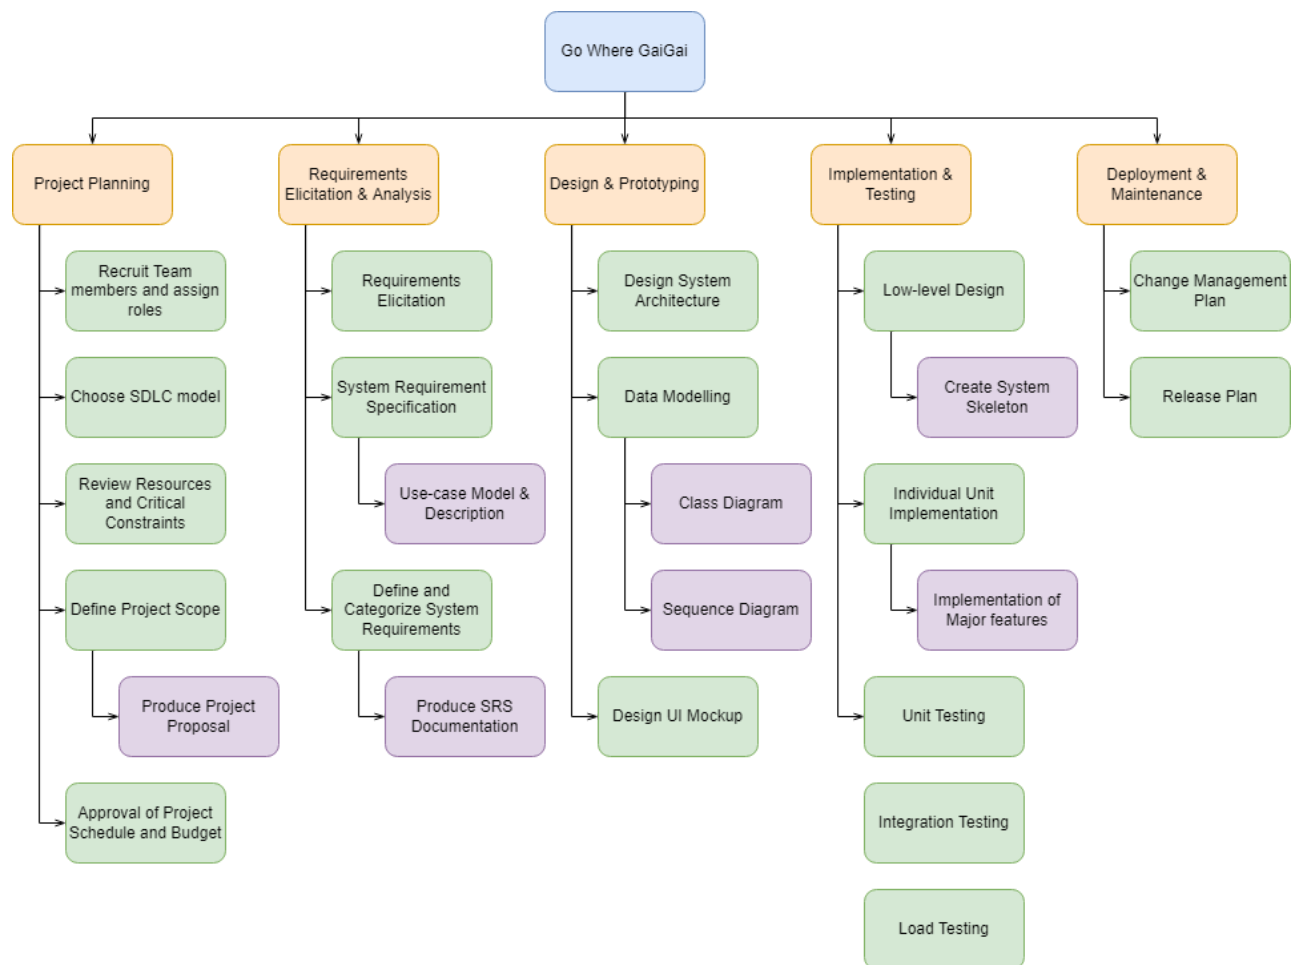 Go Where GaiGai
Project Planning
Requirements
Elicitation & Analysis
Design & Prototyping
Implementation &
Testing
Deployment &
Maintenance
Recruit Team
members and assign
roles
Choose SDLC model
Review Resources
and Critical
Constraints
Define Project Scope
Produce Project
Proposal
Approval of Project
Schedule and Budget
Requirements
Elicitation
System Requirement
Specification
Use-case Model &
Description
Define and
Categorize System
Requirements
Produce SRS
Documentation
Design System
Architecture
Data Modelling
Class Diagram
Sequence Diagram
Design UI Mockup
Low-level Design
Create System
Skeleton
Individual Unit
Implementation
Implementation of
Major features
Unit Testing
Integration Testing
Load Testing
Change Management
Plan
Release Plan